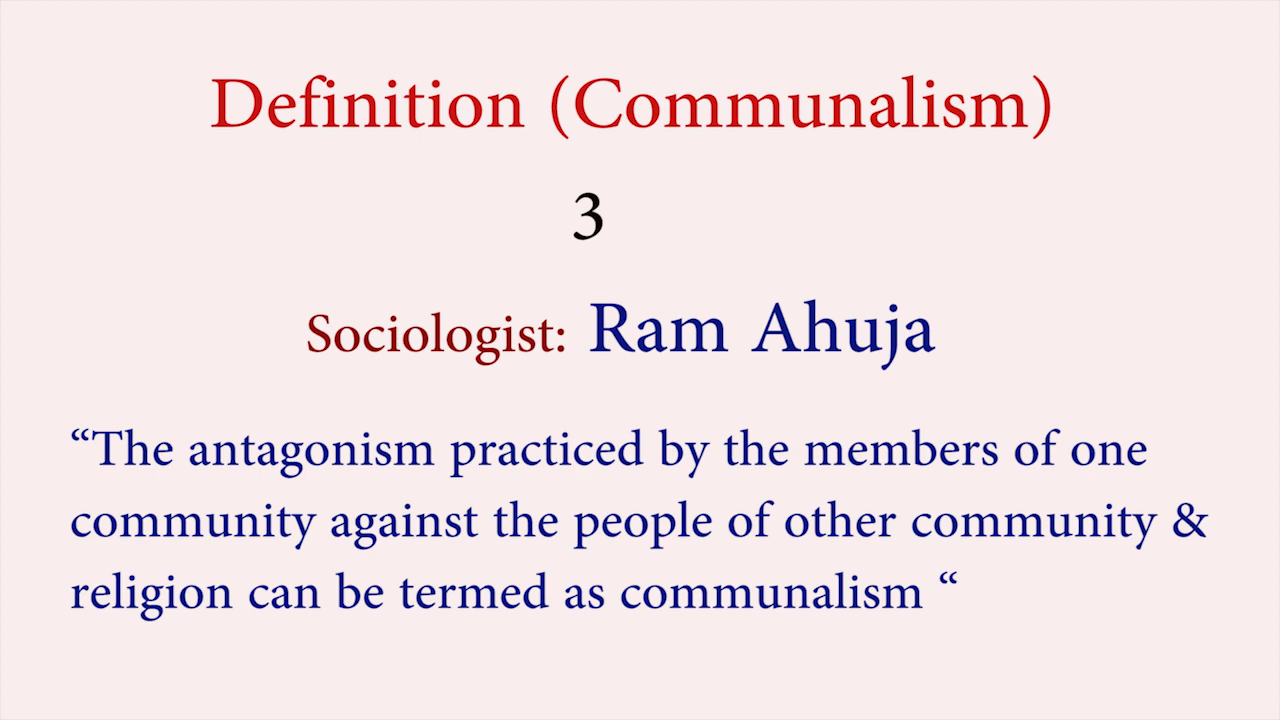 Definition (Communalism)
3
Sociologist: Ram Ahuja
“The antagonism practiced by the members of one
community against the people of other community &
religion can be termed as communalism “